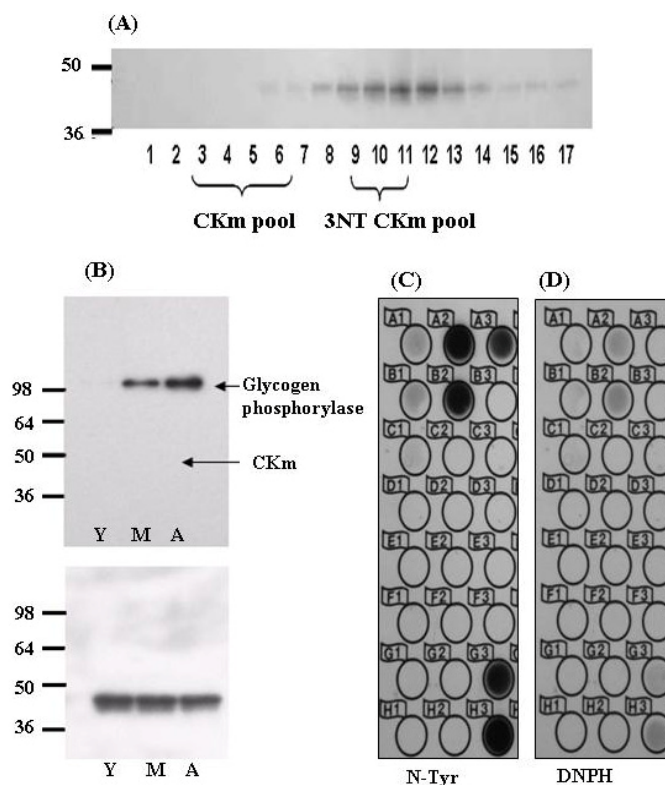 (A)
50
36
1 2 3 4 5 6 7 8 9 10 11 12 13 14 15 16 17
CKm pool 3NT CKm pool
(B)
98
64
50
36
Glycogen
phosphorylase
CKm
Y M A
98
64
50
36
Y M A
(C)
A1 A2 A3
B1 B2 B3
C1 C2 C3
D1 D2 D3
E1 E2 E3
F1 F2 F3
G1 G2 G3
H1 H2 H3
N-Tyr
(D)
A1 A2 A3
B1 B2 B3
C1 C2 C3
D1 D2 D3
E1 E2 E3
F1 F2 F3
G1 G2 G3
H1 H2 H3
DNPH